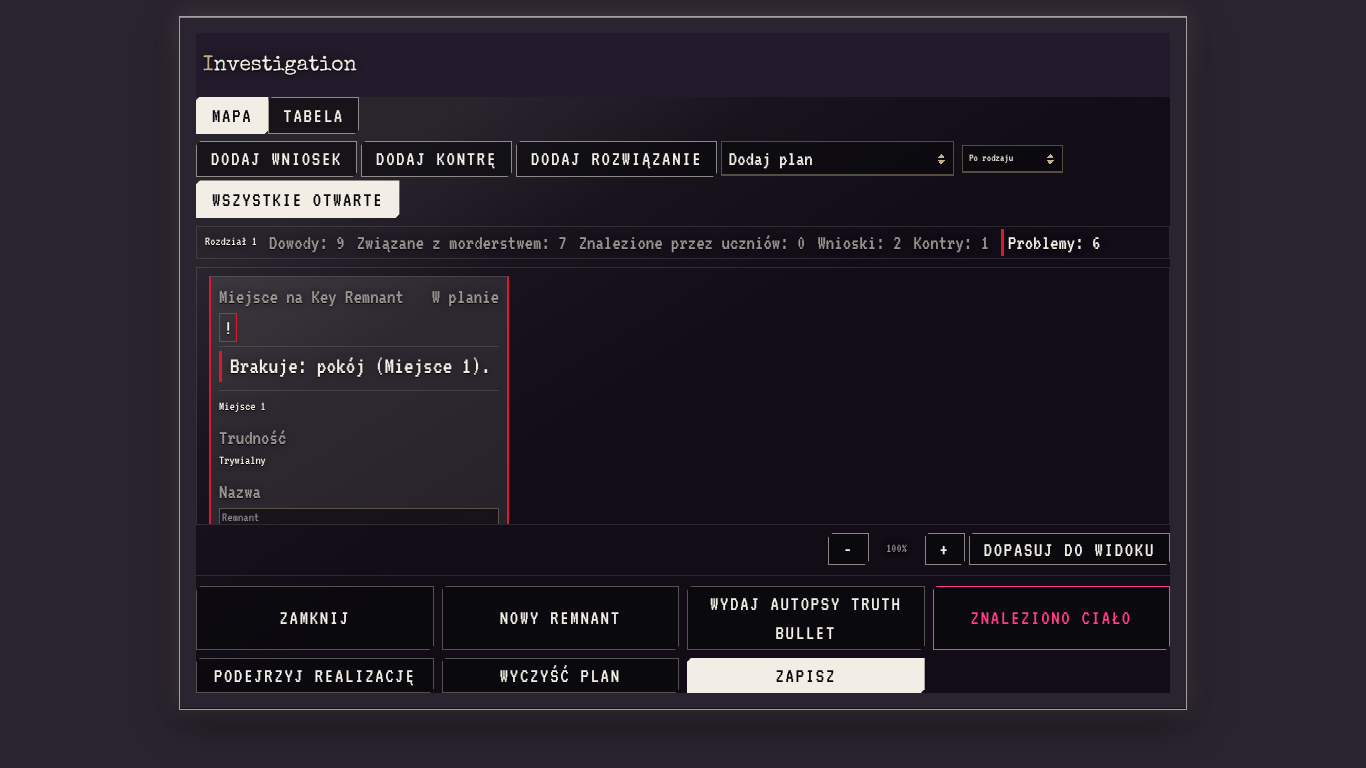 Investigation
MAPA TABELA
DODAJ WNIOSEK DODAJ KONTRĘ DODAJ ROZWIĄZANIE Dodaj plan Po rodzaju
WSZYSTKIE OTWARTE
Rozdział 1 Dowody: 9 Związane z morderstwem: 7 Znalezione przez uczniów: 0 Wnioski: 2 Kontry: 1 Problemy: 6
Miejsce na Key Remnant W planie
!
Brakuje: pokój (Miejsce 1).
Miejsce 1
Trudność
Trywialny
Nazwa
Remnant
- 100% + DOPASUJ DO WIDOKU
ZAMKNIJ NOWY REMNANT WYDAJ AUTOPSY TRUTH BULLET ZNALEZIONO CIAŁO
PODEJRZYJ REALIZACJĘ WYCZYŚĆ PLAN ZAPISZ